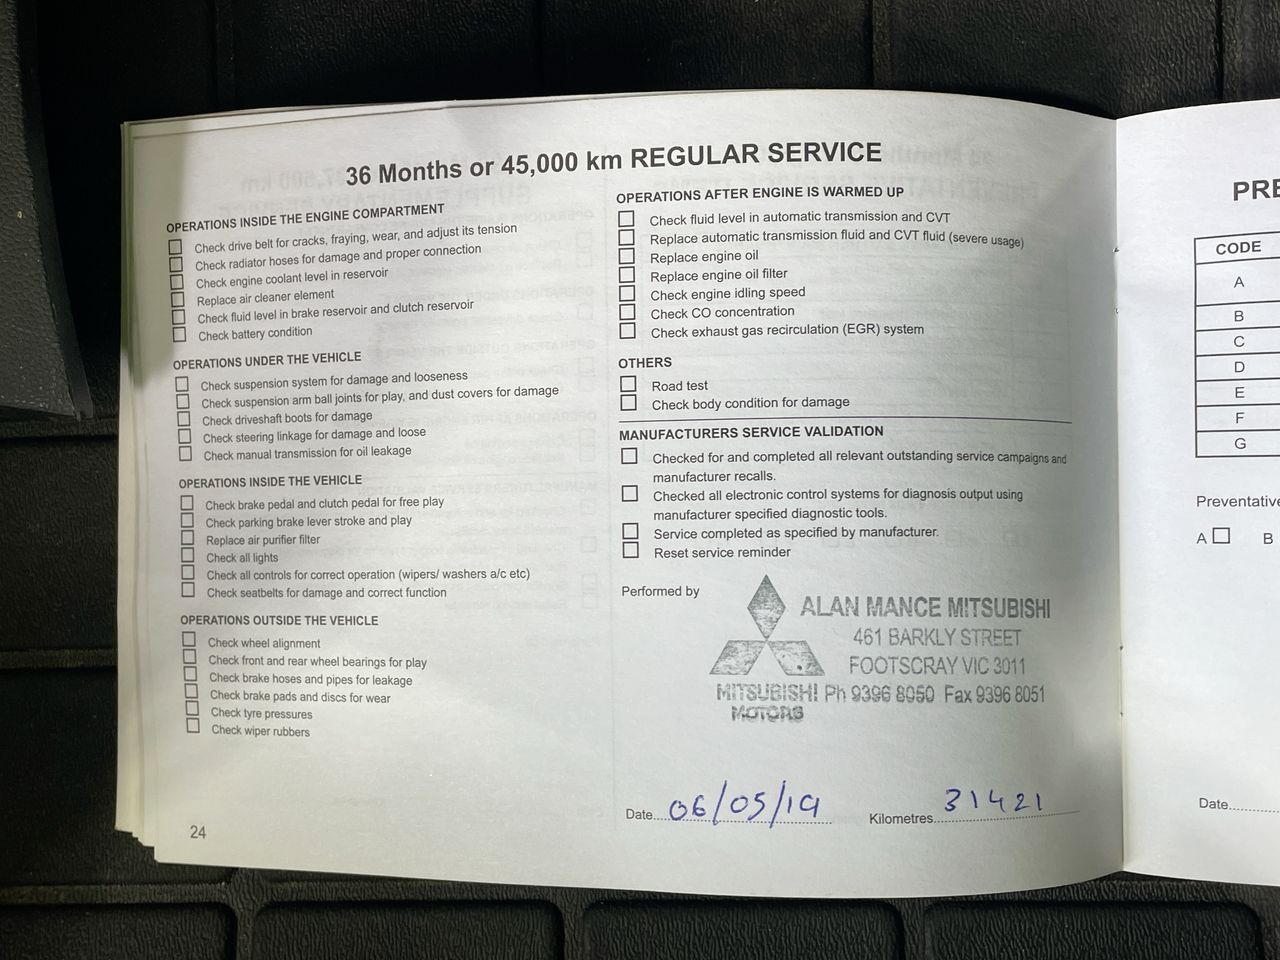 36 Months or 45,000 km REGULAR SERVICE
OPERATIONS INSIDE THE ENGINE COMPARTMENT
Check drive belt for cracks, fraying, wear, and adjust its tension
Check radiator hoses for damage and proper connection
Check engine coolant level in reservoir
Replace air cleaner element
Check fluid level in brake reservoir and clutch reservoir
Check battery condition
OPERATIONS UNDER THE VEHICLE
Check suspension system for damage and looseness
Check suspension arm ball joints for play, and dust covers for damage
Check driveshaft boots for damage
Check steering linkage for damage and loose
Check manual transmission for oil leakage
OPERATIONS INSIDE THE VEHICLE
Check brake pedal and clutch pedal for free play
Check parking brake lever stroke and play
Replace air purifier filter
Check all lights
Check all controls for correct operation (wipers/ washers a/c etc)
Check seatbelts for damage and correct function
OPERATIONS OUTSIDE THE VEHICLE
Check wheel alignment
Check front and rear wheel bearings for play
Check brake hoses and pipes for leakage
Check brake pads and discs for wear
Check tyre pressures
Check wiper rubbers
24
OPERATIONS AFTER ENGINE IS WARMED UP
Check fluid level in automatic transmission and CVT
Replace automatic transmission fluid and CVT fluid (severe usage)
Replace engine oil
Replace engine oil filter
Check engine idling speed
Check CO concentration
Check exhaust gas recirculation (EGR) system
OTHERS
Road test
Check body condition for damage
MANUFACTURERS SERVICE VALIDATION
Checked for and completed all relevant outstanding service campaigns and
manufacturer recalls.
Checked all electronic control systems for diagnosis output using
manufacturer specified diagnostic tools.
Service completed as specified by manufacturer.
Reset service reminder
Performed by
ALAN MANCE MITSUBISHI
461 BARKLY STREET
FOOTSCRAY VIC 3011
MITSUBISHI Ph 9396 8050 Fax 9396 8051
MOTORS
Date 06/05/19 Kilometres 31421
PRE
CODE
A
B
C
D
E
F
G
Preventative
A B
Date